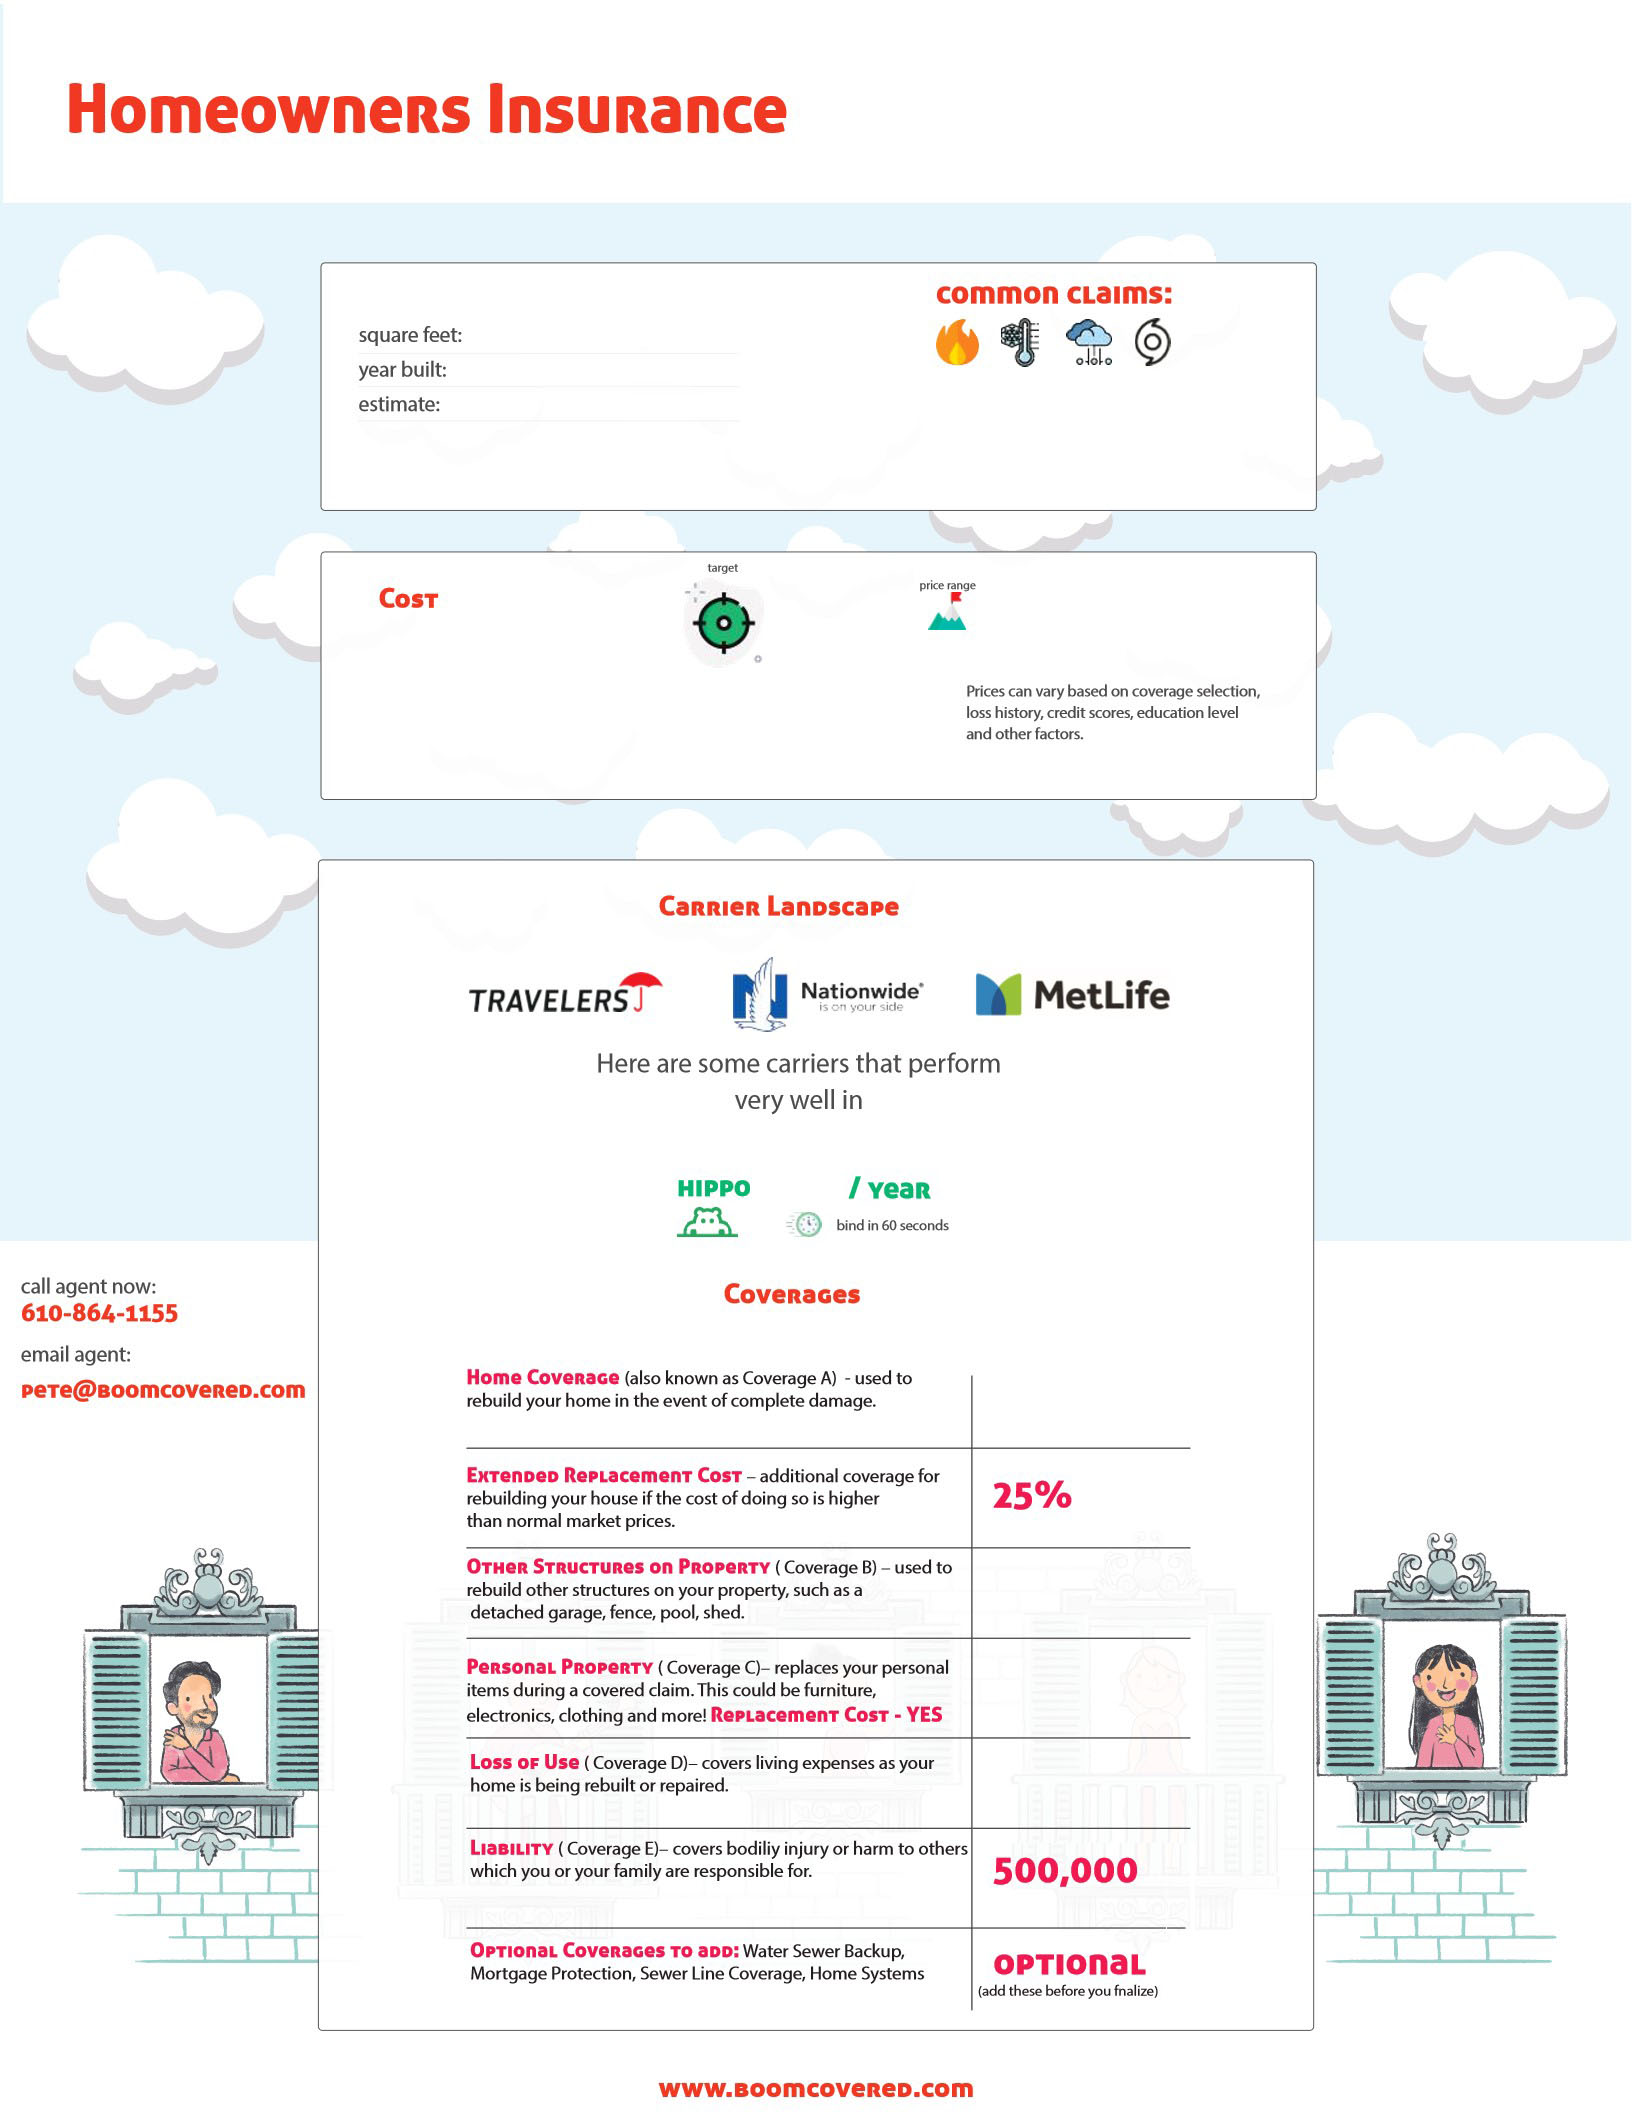 Homeowners Insurance
common claims:
square feet:
year built:
estimate:
Cost
target
price range
Prices can vary based on coverage selection,
loss history, credit scores, education level
and other factors.
Carrier Landscape
TRAVELERS
Nationwide®
is on your side
MetLife
Here are some carriers that perform
very well in
HIPPO
/ year
bind in 60 seconds
call agent now:
610-864-1155
email agent:
pete@boomcovered.com
Coverages
Home Coverage (also known as Coverage A) - used to
rebuild your home in the event of complete damage.
Extended Replacement Cost – additional coverage for
rebuilding your house if the cost of doing so is higher
than normal market prices.
25%
Other Structures on Property ( Coverage B) – used to
rebuild other structures on your property, such as a
detached garage, fence, pool, shed.
Personal Property ( Coverage C)– replaces your personal
items during a covered claim. This could be furniture,
electronics, clothing and more! Replacement Cost - YES
Loss of Use ( Coverage D)– covers living expenses as your
home is being rebuilt or repaired.
Liability ( Coverage E)– covers bodiliy injury or harm to others
which you or your family are responsible for.
500,000
Optional Coverages to add: Water Sewer Backup,
Mortgage Protection, Sewer Line Coverage, Home Systems
optional
(add these before you fnalize)
www.boomcovered.com